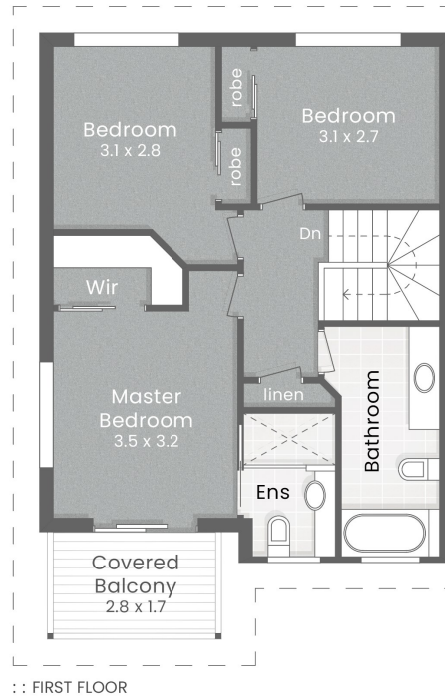 robe
Bedroom
3.1 x 2.7
Bedroom
3.1 x 2.8
robe
Dn
Wir
Master
Bedroom
3.5 x 3.2
linen
Bathroom
Ens
Covered
Balcony
2.8 x 1.7
: : FIRST FLOOR